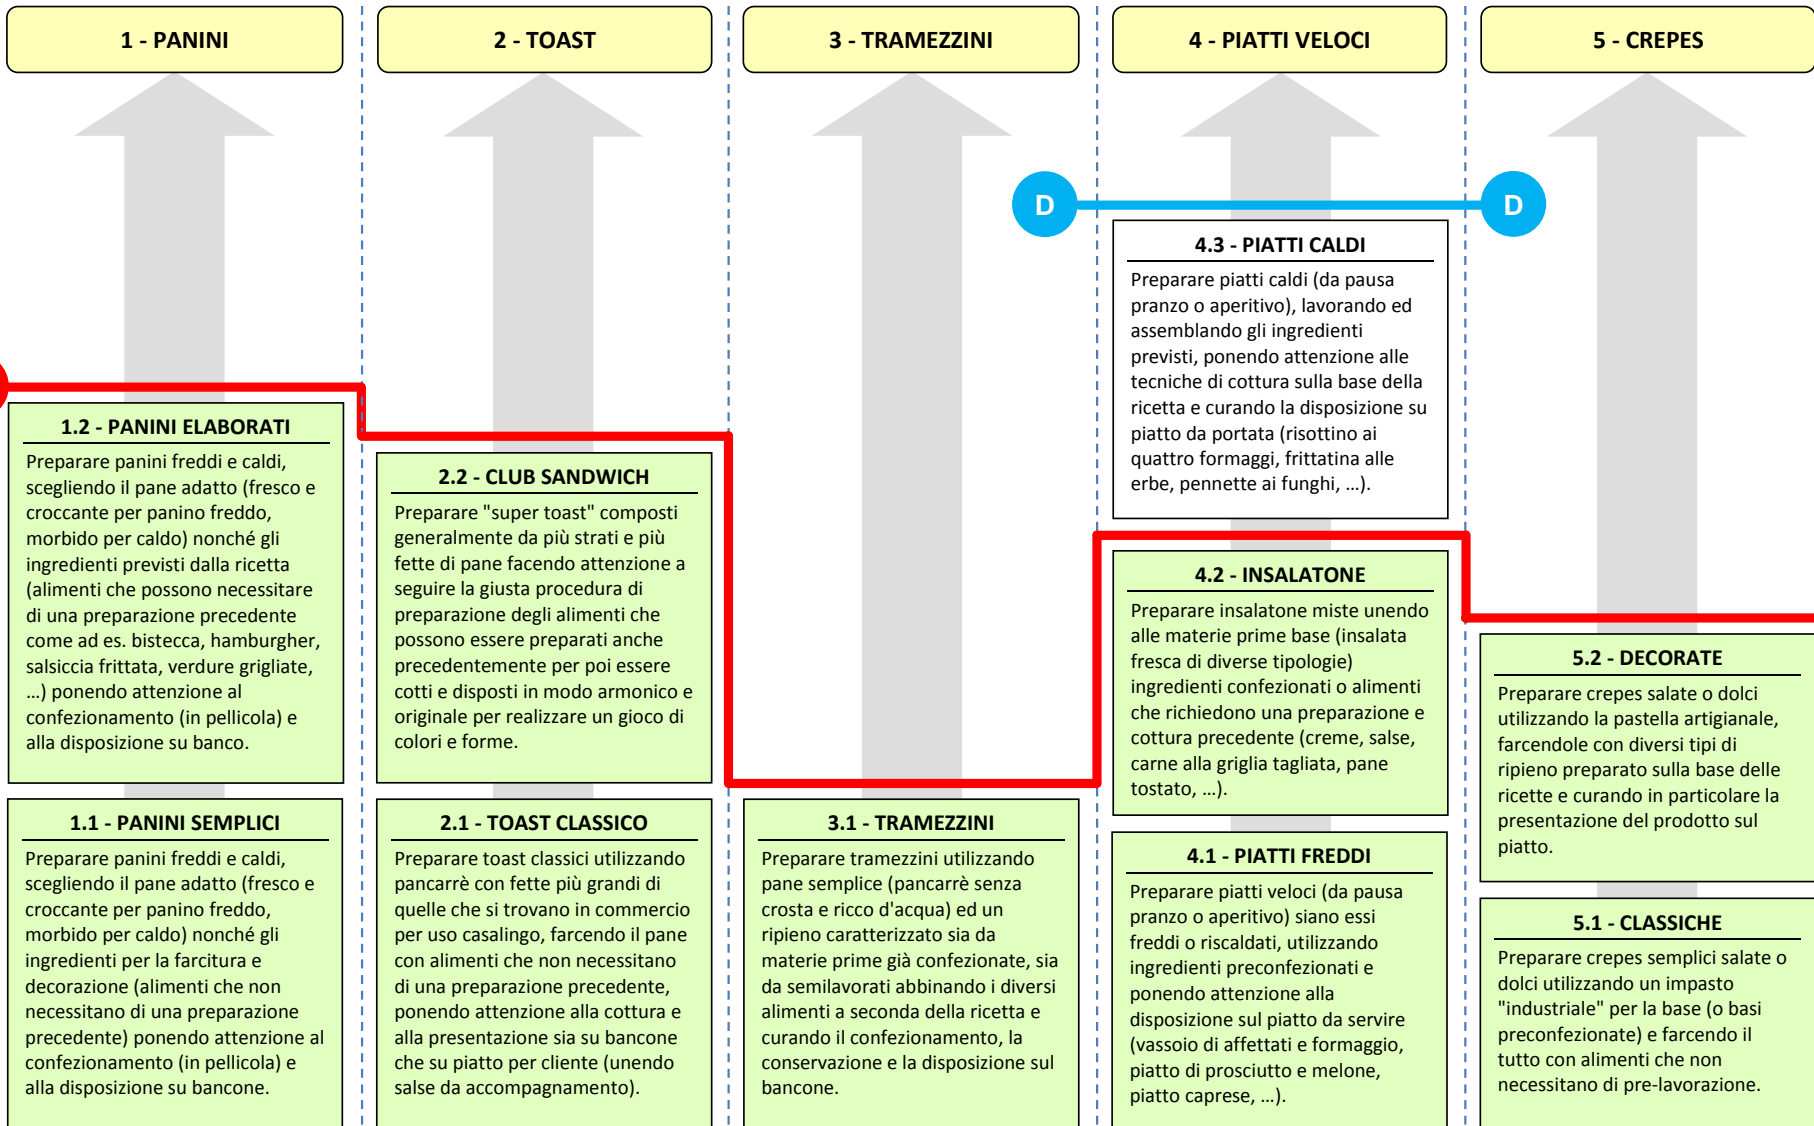 1 - PANINI
2 - TOAST
3 - TRAMEZZINI
4 - PIATTI VELOCI
5 - CREPES
D
D
4.3 - PIATTI CALDI
Preparare piatti caldi (da pausa
pranzo o aperitivo), lavorando ed
assemblando gli ingredienti
previsti, ponendo attenzione alle
tecniche di cottura sulla base della
ricetta e curando la disposizione su
piatto da portata (risottino ai
quattro formaggi, frittatina alle
erbe, pennette ai funghi, ...).
1.2 - PANINI ELABORATI
Preparare panini freddi e caldi,
scegliendo il pane adatto (fresco e
croccante per panino freddo,
morbido per caldo) nonché gli
ingredienti previsti dalla ricetta
(alimenti che possono necessitare
di una preparazione precedente
come ad es. bistecca, hamburgher,
salsiccia frittata, verdure grigliate,
...) ponendo attenzione al
confezionamento (in pellicola) e
alla disposizione su banco.
2.2 - CLUB SANDWICH
Preparare "super toast" composti
generalmente da più strati e più
fette di pane facendo attenzione a
seguire la giusta procedura di
preparazione degli alimenti che
possono essere preparati anche
precedentemente per poi essere
cotti e disposti in modo armonico e
originale per realizzare un gioco di
colori e forme.
4.2 - INSALATONE
Preparare insalatone miste unendo
alle materie prime base (insalata
fresca di diverse tipologie)
ingredienti confezionati o alimenti
che richiedono una preparazione e
cottura precedente (creme, salse,
carne alla griglia tagliata, pane
tostato, ...).
5.2 - DECORATE
Preparare crepes salate o dolci
utilizzando la pastella artigianale,
farcendole con diversi tipi di
ripieno preparato sulla base delle
ricette e curando in particolare la
presentazione del prodotto sul
piatto.
1.1 - PANINI SEMPLICI
Preparare panini freddi e caldi,
scegliendo il pane adatto (fresco e
croccante per panino freddo,
morbido per caldo) nonché gli
ingredienti per la farcitura e
decorazione (alimenti che non
necessitano di una preparazione
precedente) ponendo attenzione al
confezionamento (in pellicola) e
alla disposizione su bancone.
2.1 - TOAST CLASSICO
Preparare toast classici utilizzando
pancarrè con fette più grandi di
quelle che si trovano in commercio
per uso casalingo, farcendo il pane
con alimenti che non necessitano
di una preparazione precedente,
ponendo attenzione alla cottura e
alla presentazione sia su bancone
che su piatto per cliente (unendo
salse da accompagnamento).
3.1 - TRAMEZZINI
Preparare tramezzini utilizzando
pane semplice (pancarrè senza
crosta e ricco d'acqua) ed un
ripieno caratterizzato sia da
materie prime già confezionate, sia
da semilavorati abbinando i diversi
alimenti a seconda della ricetta e
curando il confezionamento, la
conservazione e la disposizione sul
bancone.
4.1 - PIATTI FREDDI
Preparare piatti veloci (da pausa
pranzo o aperitivo) siano essi
freddi o riscaldati, utilizzando
ingredienti preconfezionati e
ponendo attenzione alla
disposizione sul piatto da servire
(vassoio di affettati e formaggio,
piatto di prosciutto e melone,
piatto caprese, ...).
5.1 - CLASSICHE
Preparare crepes semplici salate o
dolci utilizzando un impasto
"industriale" per la base (o basi
preconfezionate) e farcendo il
tutto con alimenti che non
necessitano di pre-lavorazione.